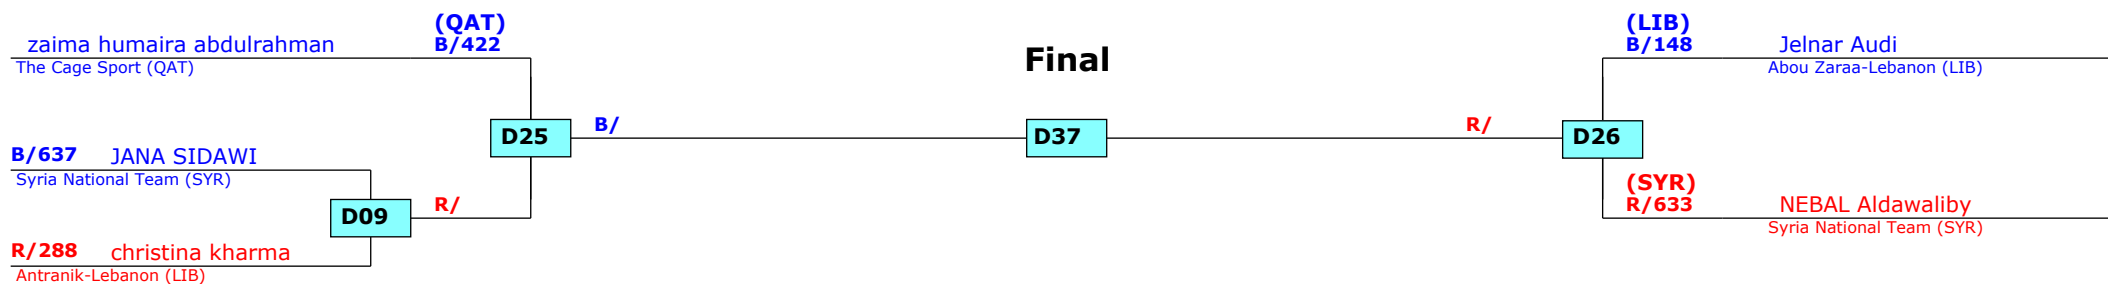 (QAT)
zaima humaira abdulrahman B/422
The Cage Sport (QAT)
Final
(LIB)
B/148 Jelnar Audi
Abou Zaraa-Lebanon (LIB)
D25 B/ D37 R/ D26
B/637 JANA SIDAWI
Syria National Team (SYR)
D09 R/
R/288 christina kharma
Antranik-Lebanon (LIB)
(SYR)
R/633 NEBAL Aldawaliby
Syria National Team (SYR)